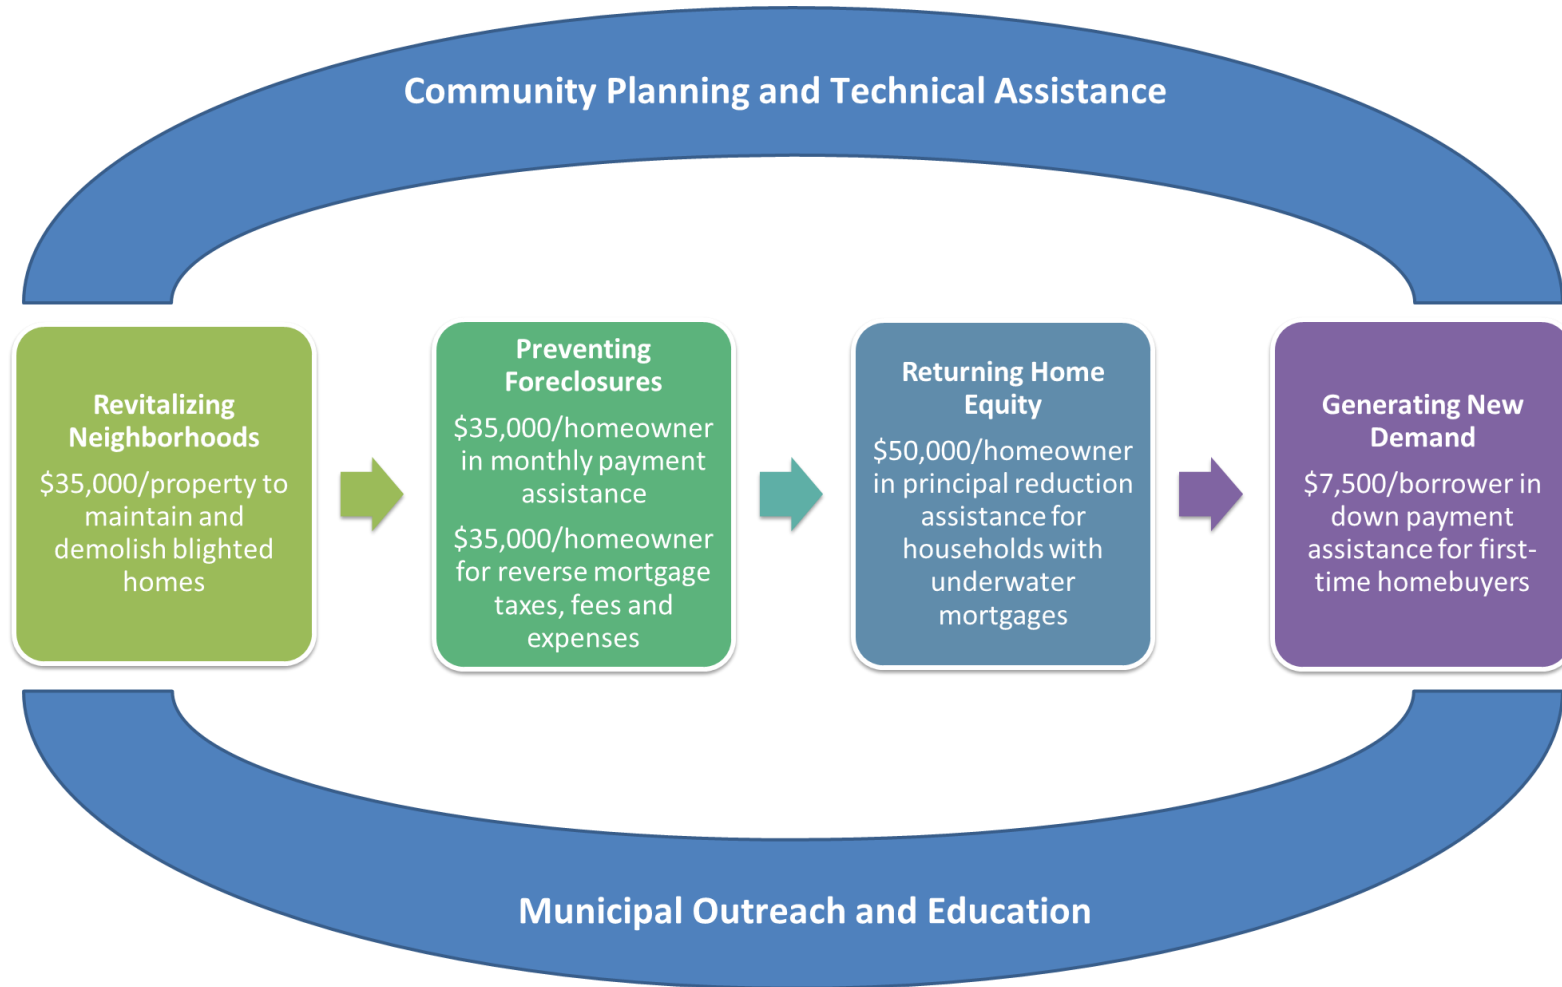 Community Planning and Technical Assistance
Revitalizing
Neighborhoods
$35,000/property to
maintain and
demolish blighted
homes
Preventing
Foreclosures
$35,000/homeowner
in monthly payment
assistance
$35,000/homeowner
for reverse mortgage
taxes, fees and
expenses
Returning Home
Equity
$50,000/homeowner
in principal reduction
assistance for
households with
underwater
mortgages
Generating New
Demand
$7,500/borrower in
down payment
assistance for first-
time homebuyers
Municipal Outreach and Education